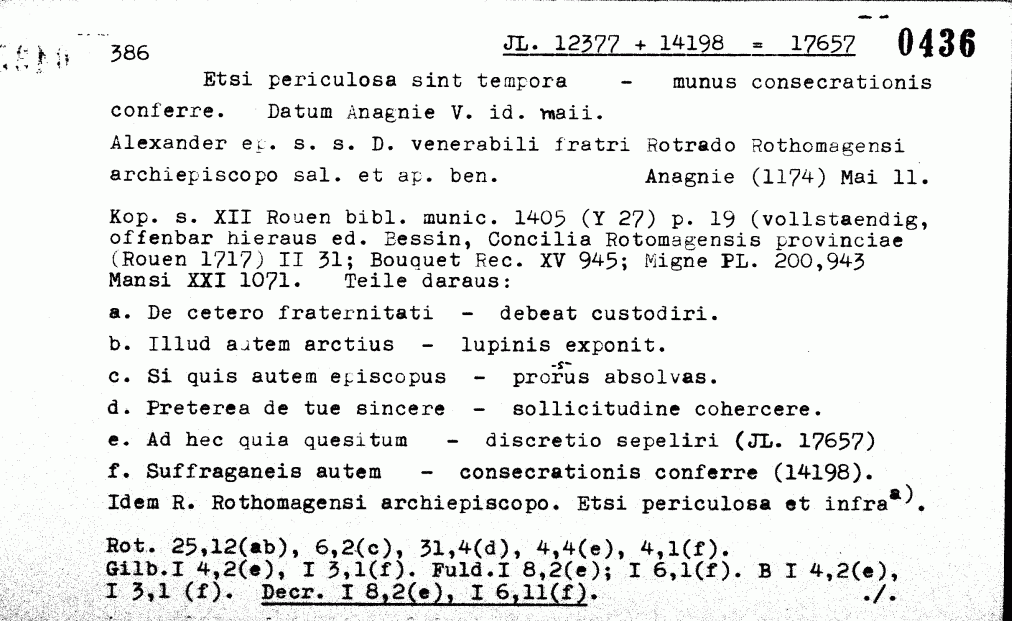 386 JL. 12377 + 14198 = 17657 0436
Etsi periculosa sint tempora - munus consecrationis
conferre. Datum Anagnie V. id. maii.
Alexander ep. s. s. D. venerabili fratri Rotrado Rothomagensi
archiepiscopo sal. et ap. ben. Anagnie (1174) Mai 11.
Kop. s. XII Rouen bibl. munic. 1405 (Y 27) p. 19 (vollstaendig,
offenbar hieraus ed. Bessin, Concilia Rotomagensis provinciae
(Rouen 1717) II 31; Bouquet Rec. XV 945; Migne PL. 200,943
Mansi XXI 1071. Teile daraus:
a. De cetero fraternitati - debeat custodiri.
b. Illud autem arctius - lupinis exponit.
c. Si quis autem episcopus - prorus absolvas.
-s-
d. Preterea de tue sincere - sollicitudine cohercere.
e. Ad hec quia quesitum - discretio sepeliri (JL. 17657)
f. Suffraganeis autem - consecrationis conferre (14198).
Idem R. Rothomagensi archiepiscopo. Etsi periculosa et infra a).
Rot. 25,12(ab), 6,2(c), 31,4(d), 4,4(e), 4,1(f).
Gilb.I 4,2(e), I 3,1(f). Fuld.I 8,2(e); I 6,1(f). B I 4,2(e),
I 3,1 (f). Decr. I 8,2(e), I 6,11(f). ./.